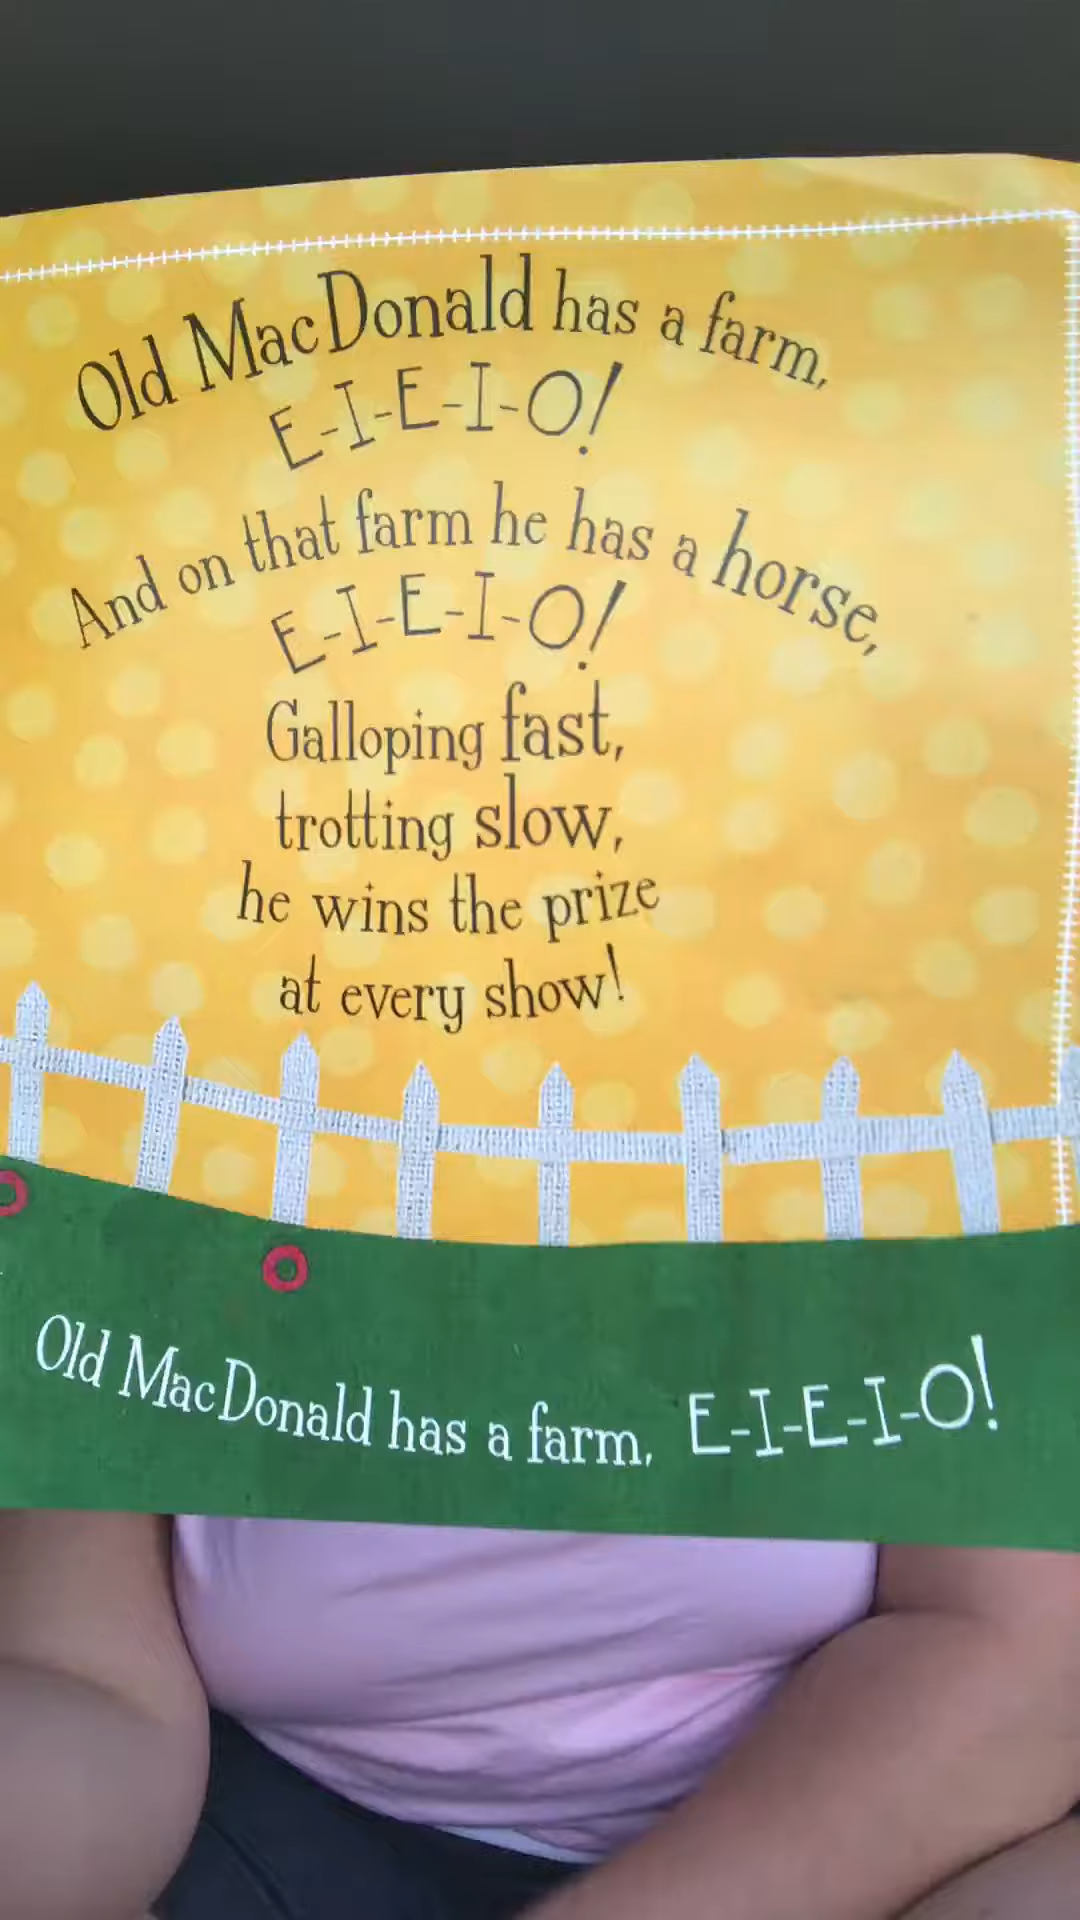 Old MacDonald has a farm,
E-I-E-I-O!
And on that farm he has a horse,
E-I-E-I-O!
Galloping fast,
trotting slow,
he wins the prize
at every show!
Old MacDonald has a farm, E-I-E-I-O!